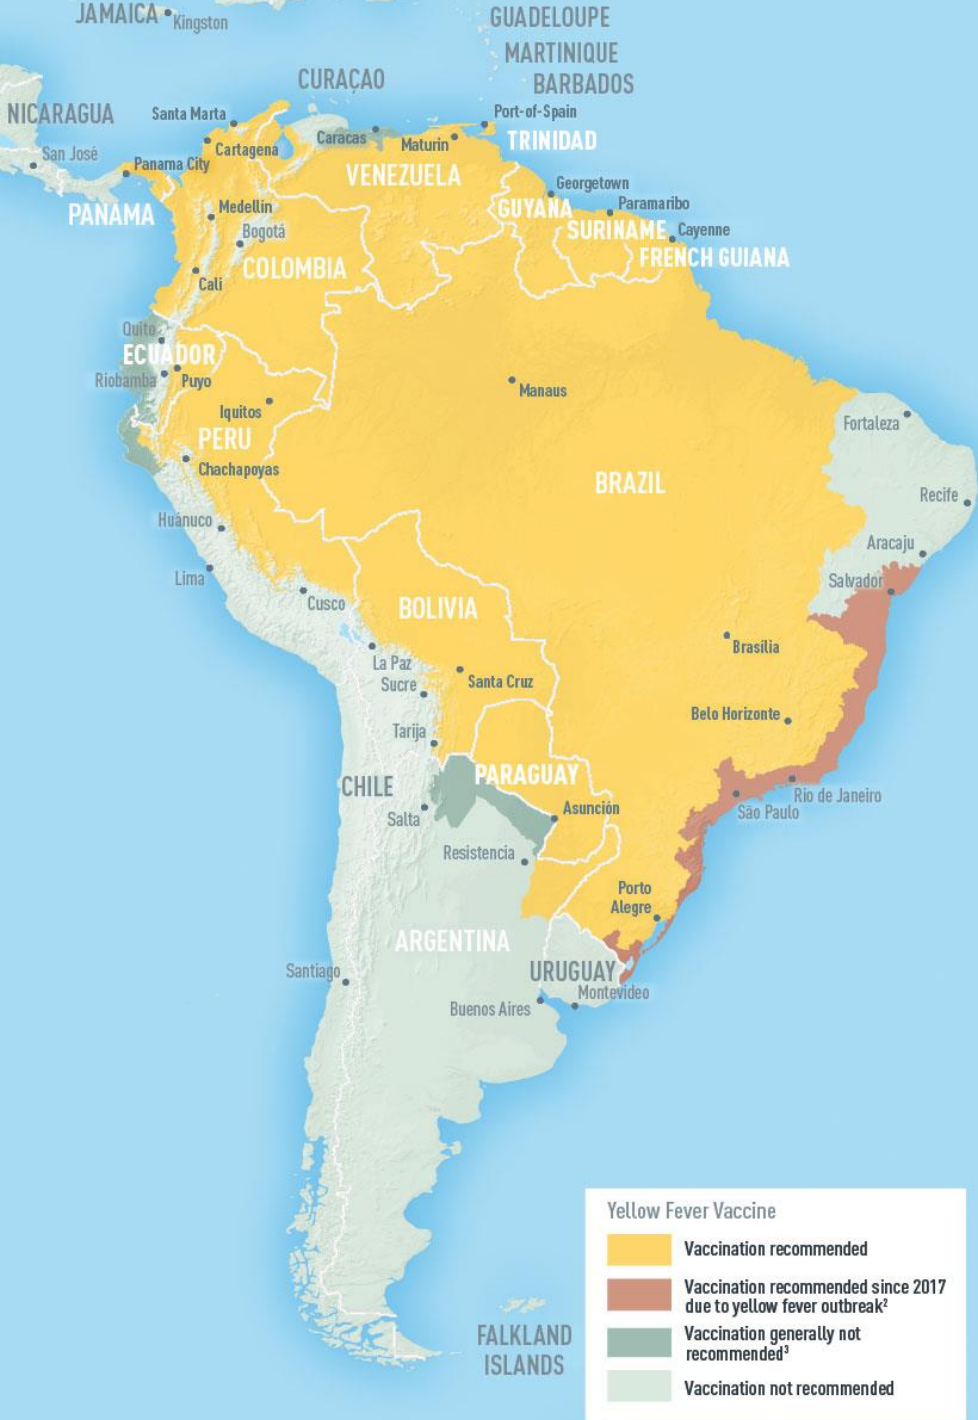 JAMAICA
Kingston
GUADELOUPE
MARTINIQUE
BARBADOS
CURAÇAO
NICARAGUA
Santa Marta
Port-of-Spain
San José
Cartagena
Caracas
Maturin
TRINIDAD
Panama City
VENEZUELA
Georgetown
PANAMA
Medellín
GUYANA
Paramaribo
Bogotá
SURINAME
Cayenne
COLOMBIA
FRENCH GUIANA
Cali
Quito
ECUADOR
Riobamba
Puyo
Manaus
Iquitos
Fortaleza
PERU
Chachapoyas
BRAZIL
Recife
Huánuco
Aracaju
Lima
Salvador
Cusco
BOLIVIA
Brasília
La Paz
Sucre
Santa Cruz
Belo Horizonte
Tarija
PARAGUAY
CHILE
Rio de Janeiro
Asunción
São Paulo
Salta
Resistencia
Porto
Alegre
ARGENTINA
Santiago
URUGUAY
Montevideo
Buenos Aires
Yellow Fever Vaccine
Vaccination recommended
Vaccination recommended since 2017
due to yellow fever outbreak²
Vaccination generally not
recommended³
Vaccination not recommended
FALKLAND
ISLANDS